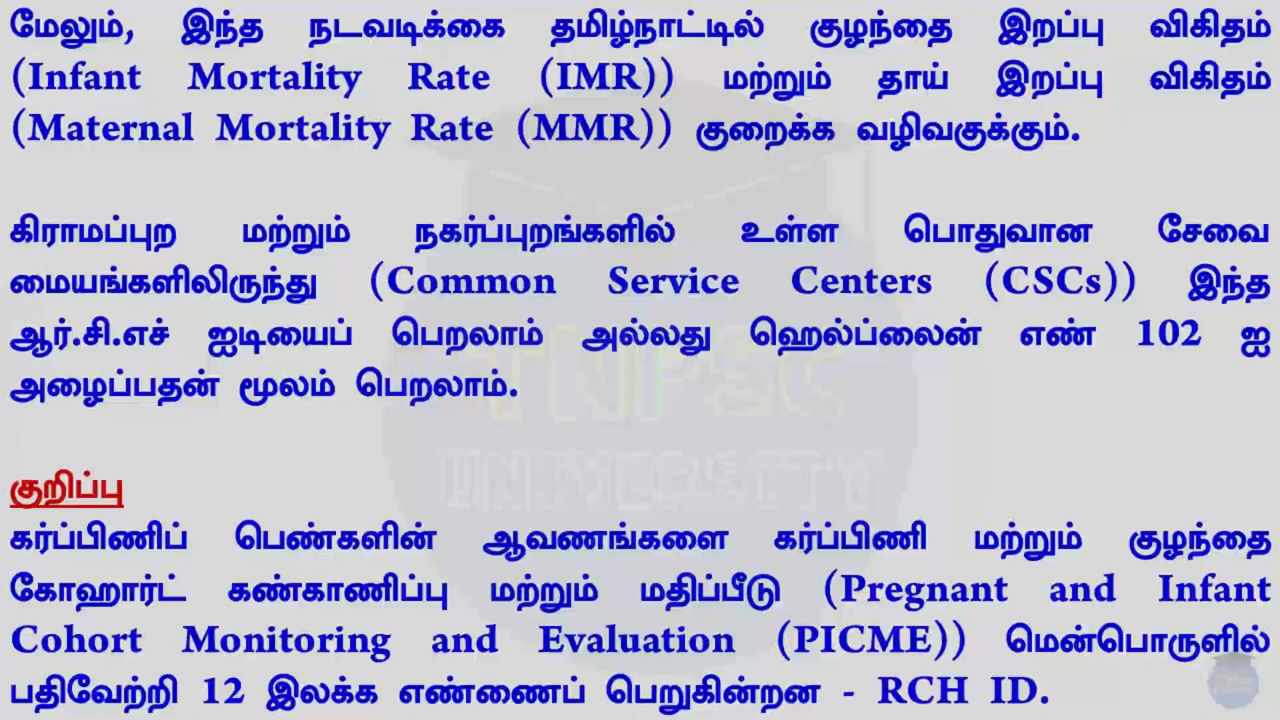 மேலும், இந்த நடவடிக்கை தமிழ்நாட்டில் குழந்தை இறப்பு விகிதம்
(Infant Mortality Rate (IMR)) மற்றும் தாய் இறப்பு விகிதம்
(Maternal Mortality Rate (MMR)) குறைக்க வழிவகுக்கும்.
கிராமப்புற மற்றும் நகர்ப்புறங்களில் உள்ள பொதுவான சேவை
மையங்களிலிருந்து (Common Service Centers (CSCs)) இந்த
ஆர்.சி.எச் ஐடியைப் பெறலாம் அல்லது ஹெல்ப்லைன் எண் 102 ஐ
அழைப்பதன் மூலம் பெறலாம்.
குறிப்பு
கர்ப்பிணிப் பெண்களின் ஆவணங்களை கர்ப்பிணி மற்றும் குழந்தை
கோஹார்ட் கண்காணிப்பு மற்றும் மதிப்பீடு (Pregnant and Infant
Cohort Monitoring and Evaluation (PICME)) மென்பொருளில்
பதிவேற்றி 12 இலக்க எண்ணைப் பெறுகின்றன - RCH ID.
TNPSC
UNIVERSITY